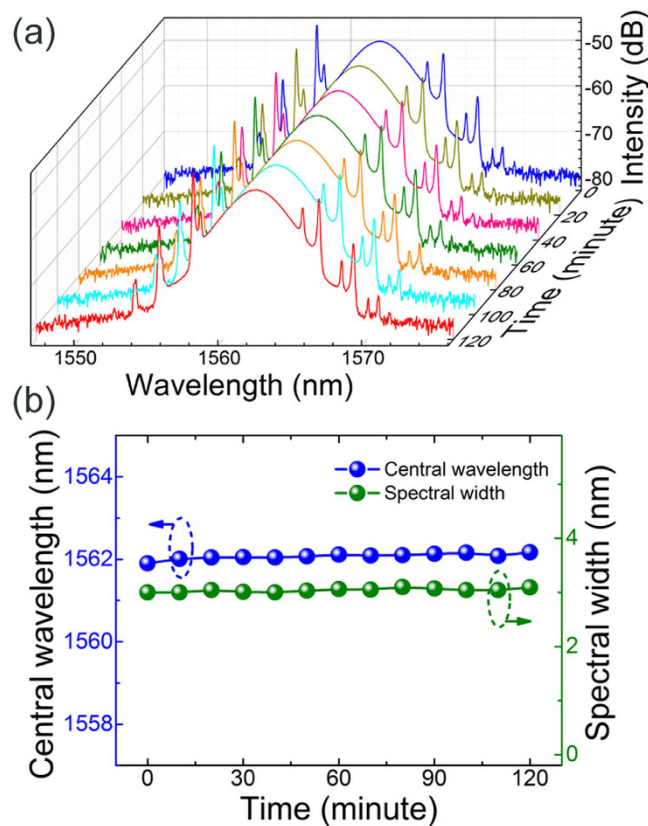 (a)
-50
-60
-70
-80
Intensity (dB)
0
20
40
60
80
100
120
Time (minute)
1550
1560
1570
Wavelength (nm)
(b)
Central wavelength (nm)
1564
1562
1560
1558
Central wavelength
Spectral width
4
2
0
Spectral width (nm)
0
30
60
90
120
Time (minute)